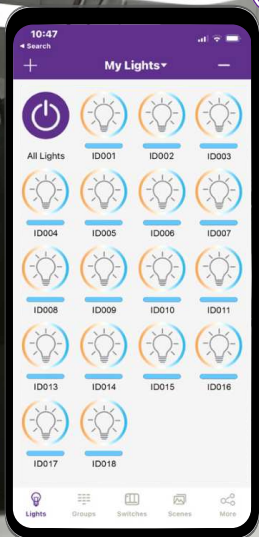 10:47
◂ Search
My Lights▾
All Lights ID001 ID002 ID003
ID004 ID005 ID006 ID007
ID008 ID009 ID010 ID011
ID013 ID014 ID015 ID016
ID017 ID018
Lights Groups Switches Scenes More